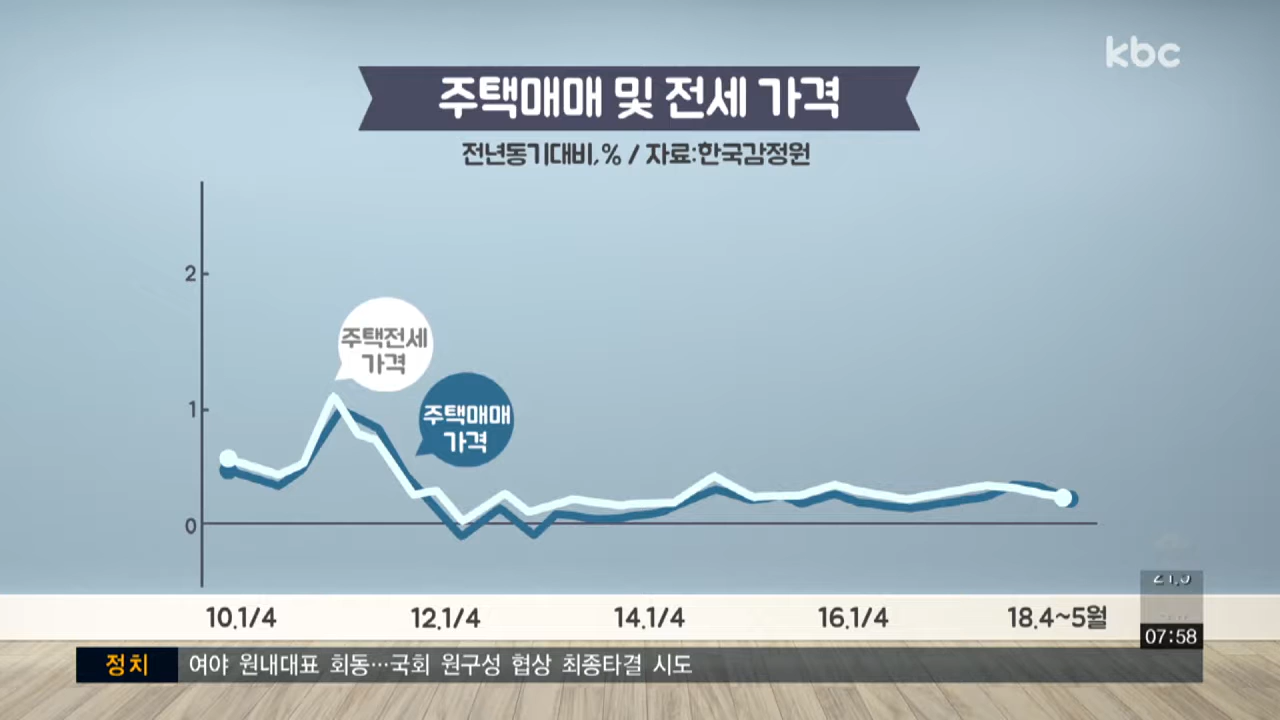 kbc
주택매매 및 전세 가격
전년동기대비,% / 자료:한국감정원
2
주택전세
가격
1
주택매매
가격
0
10.1/4
12.1/4
14.1/4
16.1/4
18.4~5월
07:58
정치
여야 원내대표 회동…국회 원구성 협상 최종타결 시도